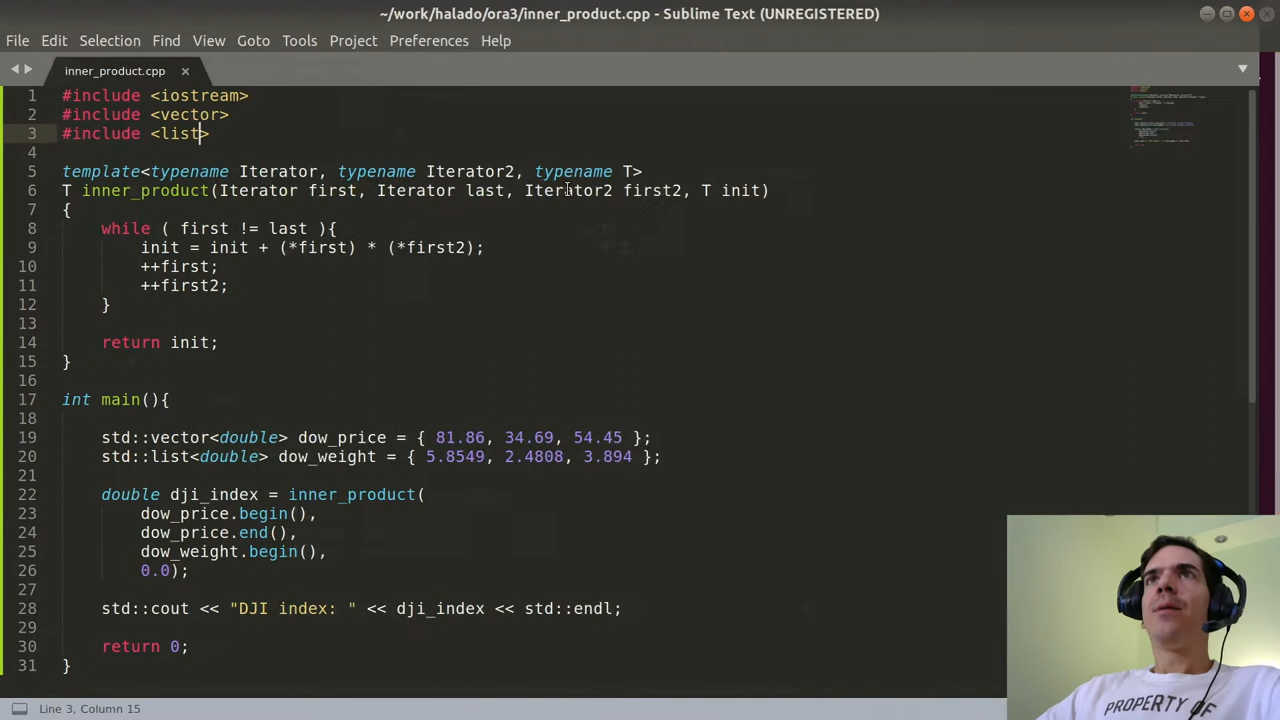 ~/work/halado/ora3/inner_product.cpp - Sublime Text (UNREGISTERED)
File Edit Selection Find View Goto Tools Project Preferences Help
inner_product.cpp
1 #include <iostream>
2 #include <vector>
3 #include <list>
4
5 template<typename Iterator, typename Iterator2, typename T>
6 T inner_product(Iterator first, Iterator last, Iterator2 first2, T init)
7 {
8 while ( first != last ){
9 init = init + (*first) * (*first2);
10 ++first;
11 ++first2;
12 }
13
14 return init;
15 }
16
17 int main(){
18
19 std::vector<double> dow_price = { 81.86, 34.69, 54.45 };
20 std::list<double> dow_weight = { 5.8549, 2.4808, 3.894 };
21
22 double dji_index = inner_product(
23 dow_price.begin(),
24 dow_price.end(),
25 dow_weight.begin(),
26 0.0);
27
28 std::cout << "DJI index: " << dji_index << std::endl;
29
30 return 0;
31 }
Line 3, Column 15
PROPERTY OF